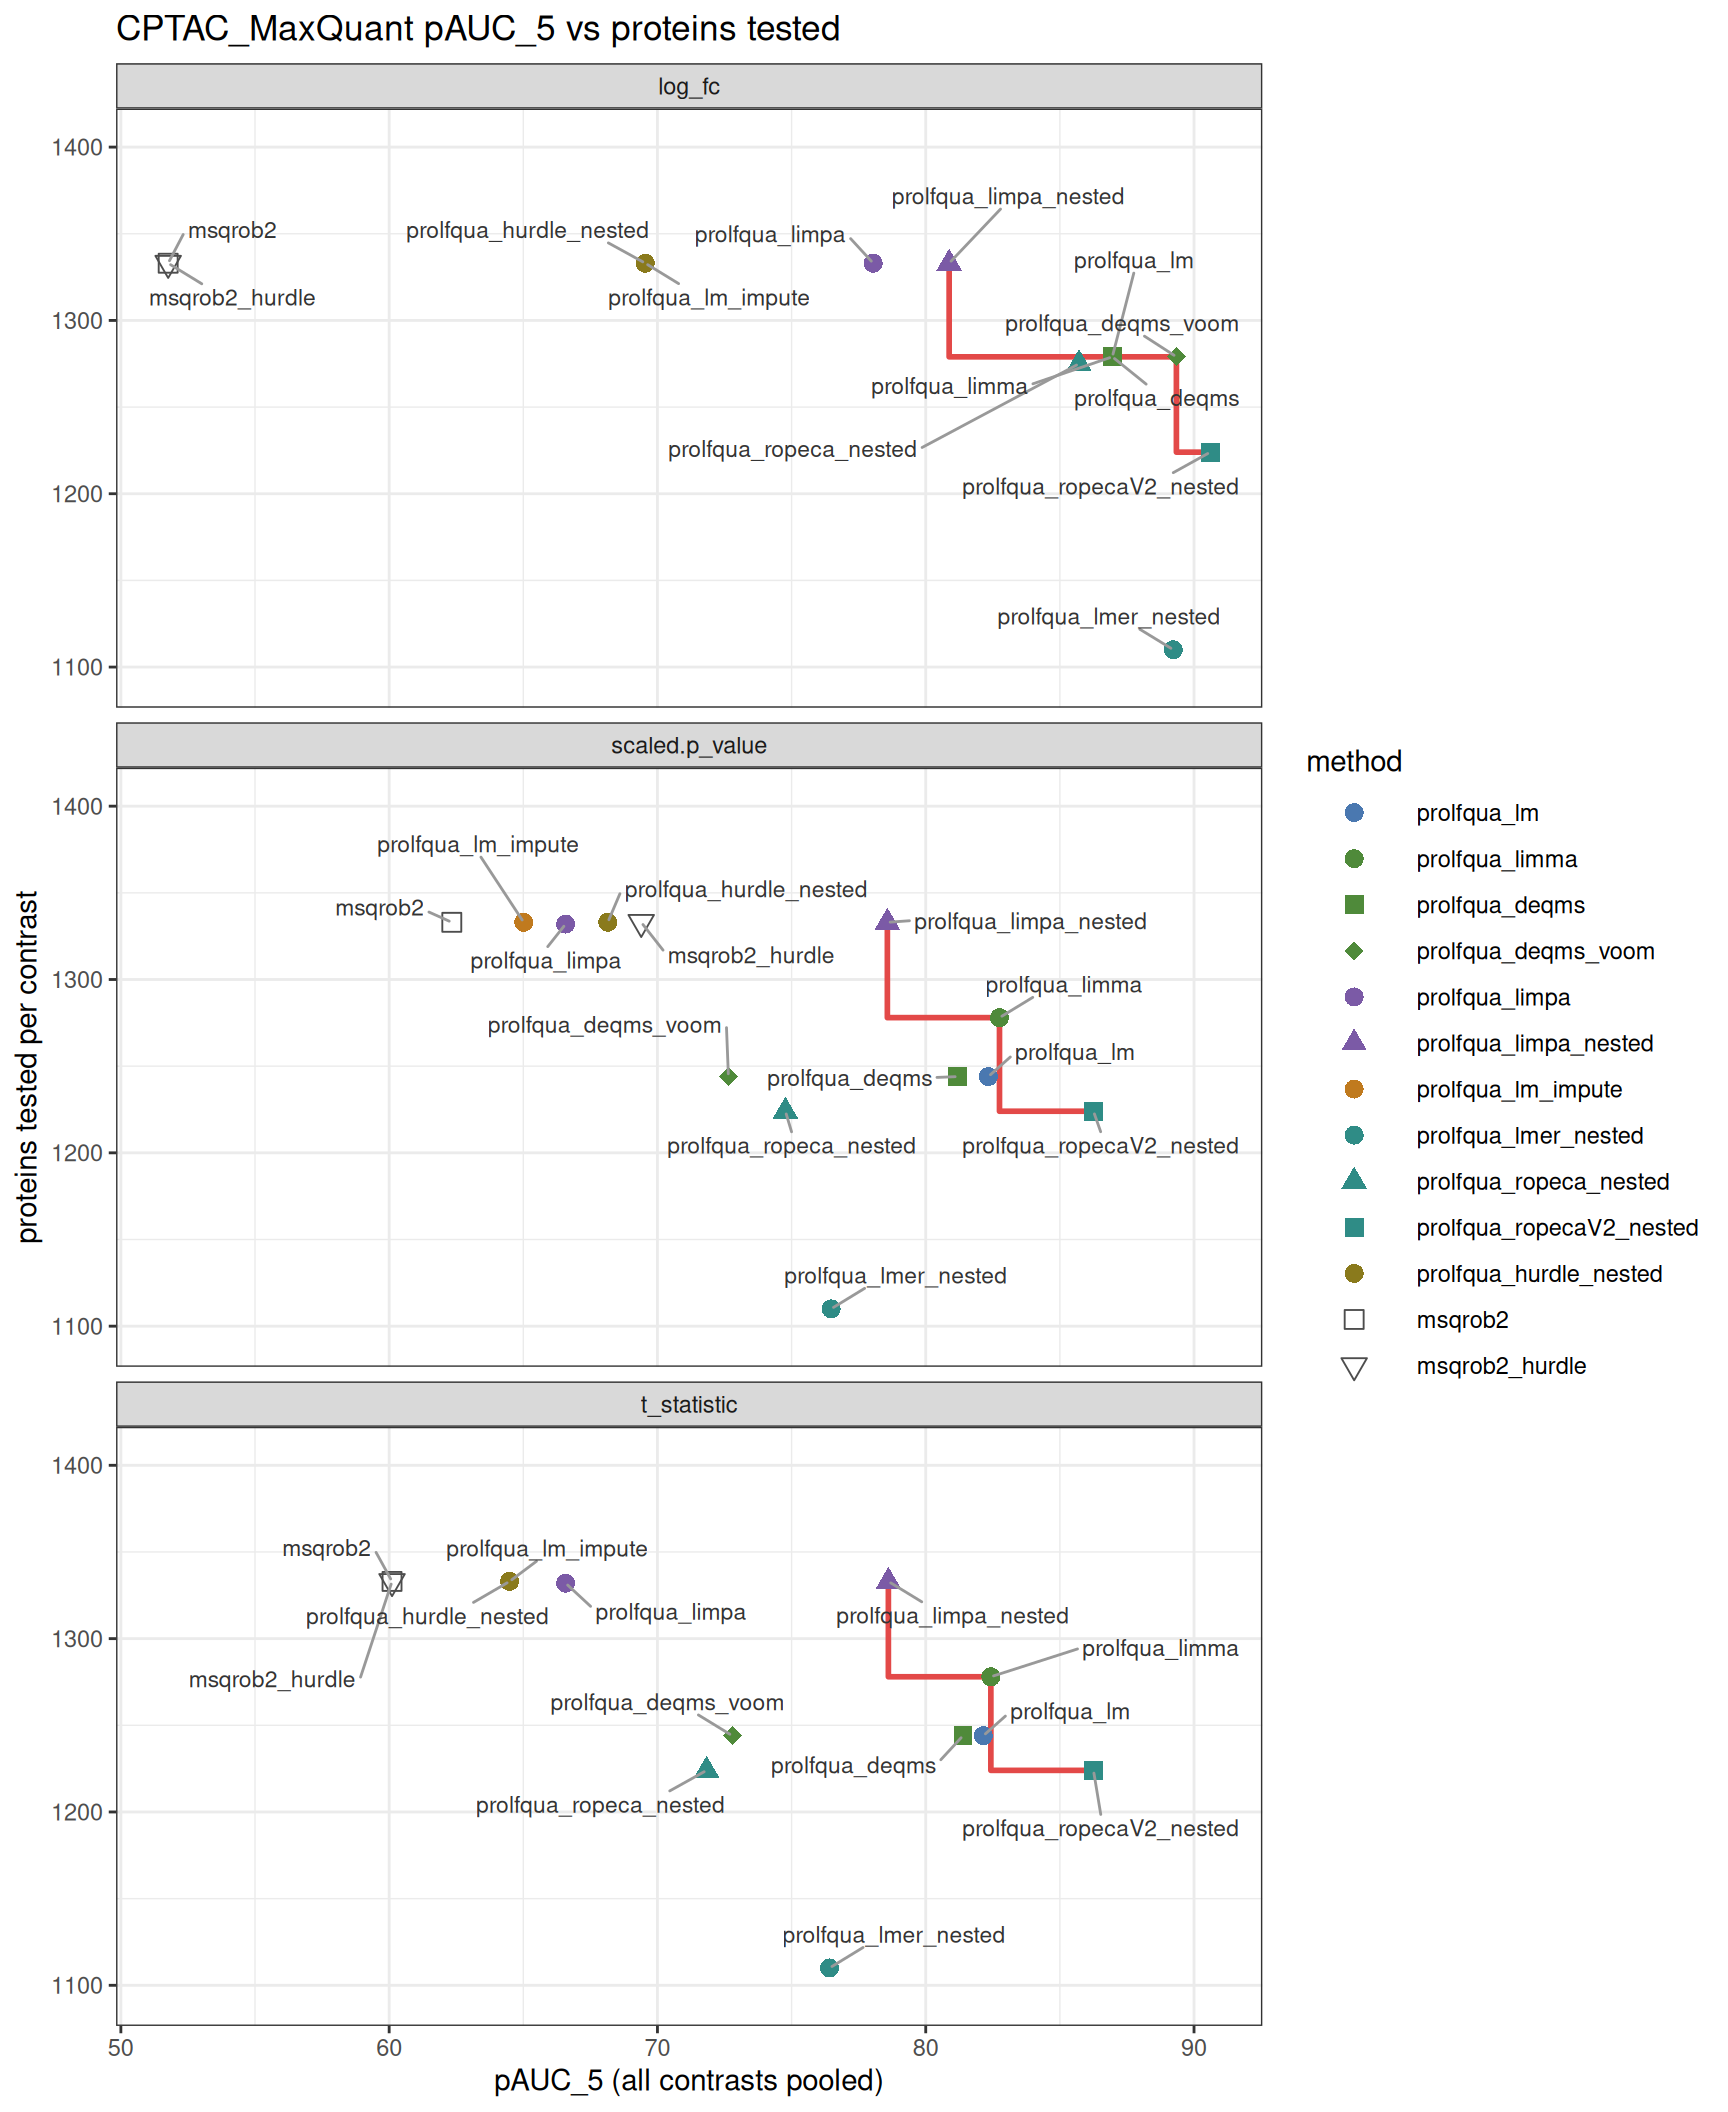 CPTAC_MaxQuant pAUC_5 vs proteins tested
log_fc
1400
1300
1200
1100
prolfqua_limpa_nested
msqrob2
prolfqua_hurdle_nested
prolfqua_limpa
prolfqua_lm
msqrob2_hurdle
prolfqua_lm_impute
prolfqua_deqms_voom
prolfqua_limma
prolfqua_deqms
prolfqua_ropeca_nested
prolfqua_ropecaV2_nested
prolfqua_lmer_nested
scaled.p_value
1400
1300
1200
1100
prolfqua_lm_impute
prolfqua_hurdle_nested
msqrob2
prolfqua_limpa_nested
prolfqua_limpa
msqrob2_hurdle
prolfqua_limma
prolfqua_deqms_voom
prolfqua_lm
prolfqua_deqms
prolfqua_ropeca_nested
prolfqua_ropecaV2_nested
prolfqua_lmer_nested
t_statistic
1400
1300
1200
1100
msqrob2
prolfqua_lm_impute
prolfqua_hurdle_nested
prolfqua_limpa
prolfqua_limpa_nested
prolfqua_limma
msqrob2_hurdle
prolfqua_deqms_voom
prolfqua_lm
prolfqua_deqms
prolfqua_ropeca_nested
prolfqua_ropecaV2_nested
prolfqua_lmer_nested
50
60
70
80
90
pAUC_5 (all contrasts pooled)
proteins tested per contrast
method
prolfqua_lm
prolfqua_limma
prolfqua_deqms
prolfqua_deqms_voom
prolfqua_limpa
prolfqua_limpa_nested
prolfqua_lm_impute
prolfqua_lmer_nested
prolfqua_ropeca_nested
prolfqua_ropecaV2_nested
prolfqua_hurdle_nested
msqrob2
msqrob2_hurdle